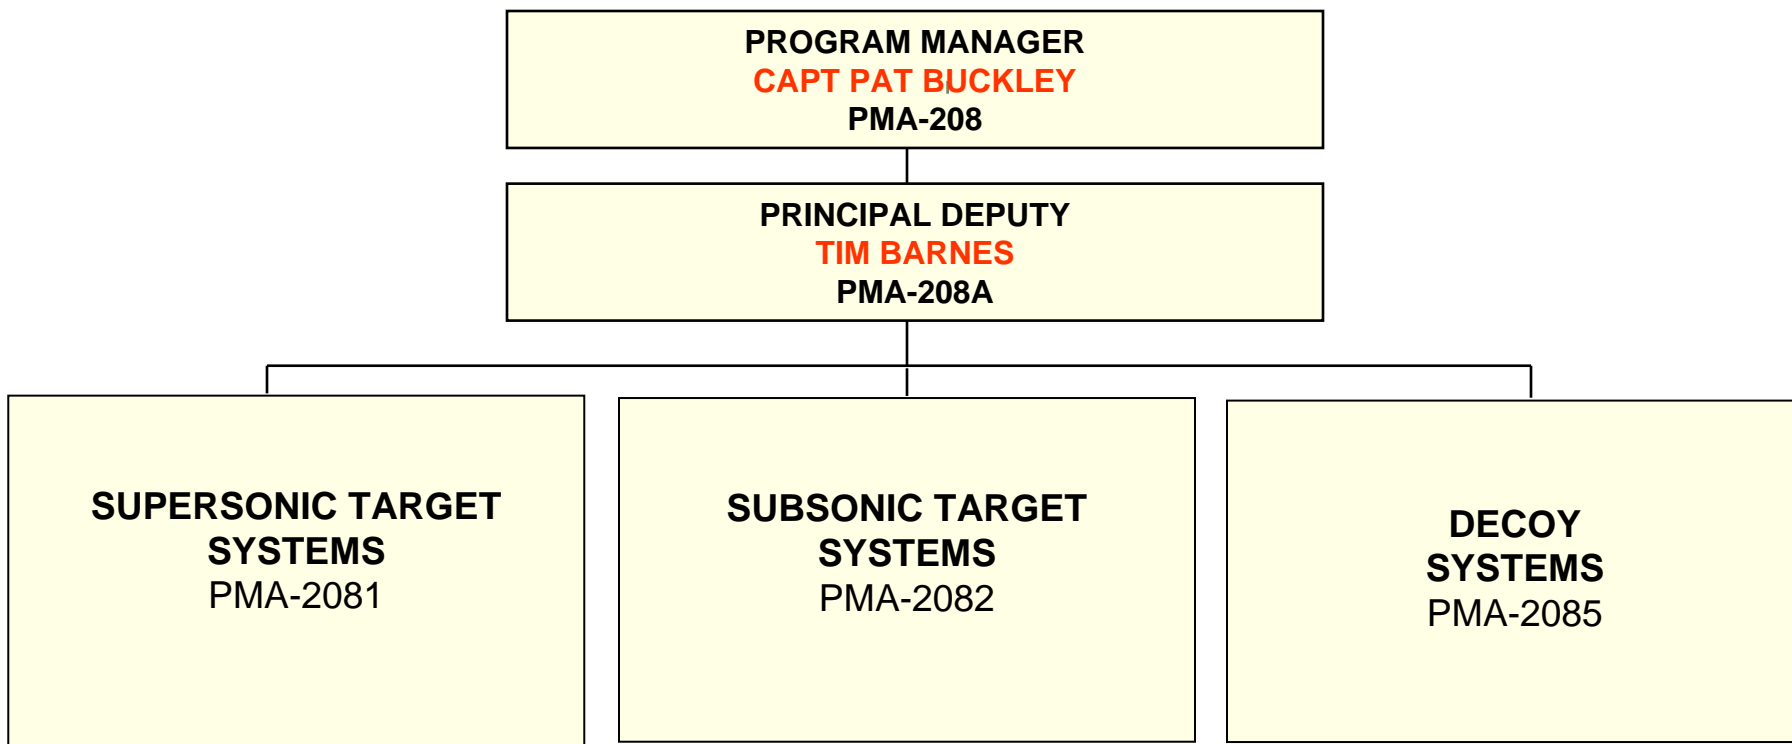 PROGRAM MANAGER
CAPT PAT BUCKLEY
PMA-208
PRINCIPAL DEPUTY
TIM BARNES
PMA-208A
SUPERSONIC TARGET
SYSTEMS
PMA-2081
SUBSONIC TARGET
SYSTEMS
PMA-2082
DECOY
SYSTEMS
PMA-2085